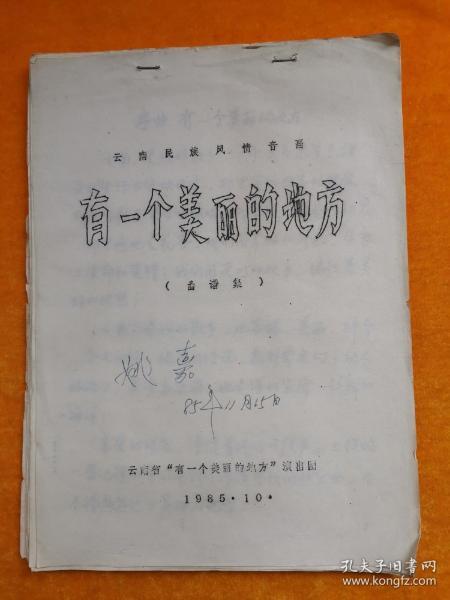 云南民族风情音画
有一个美丽的地方
（曲谱集）
姚嘉
85年11月15日
云南省“有一个美丽的地方”演出团
1985·10·
孔夫子旧书网
www.kongfz.com